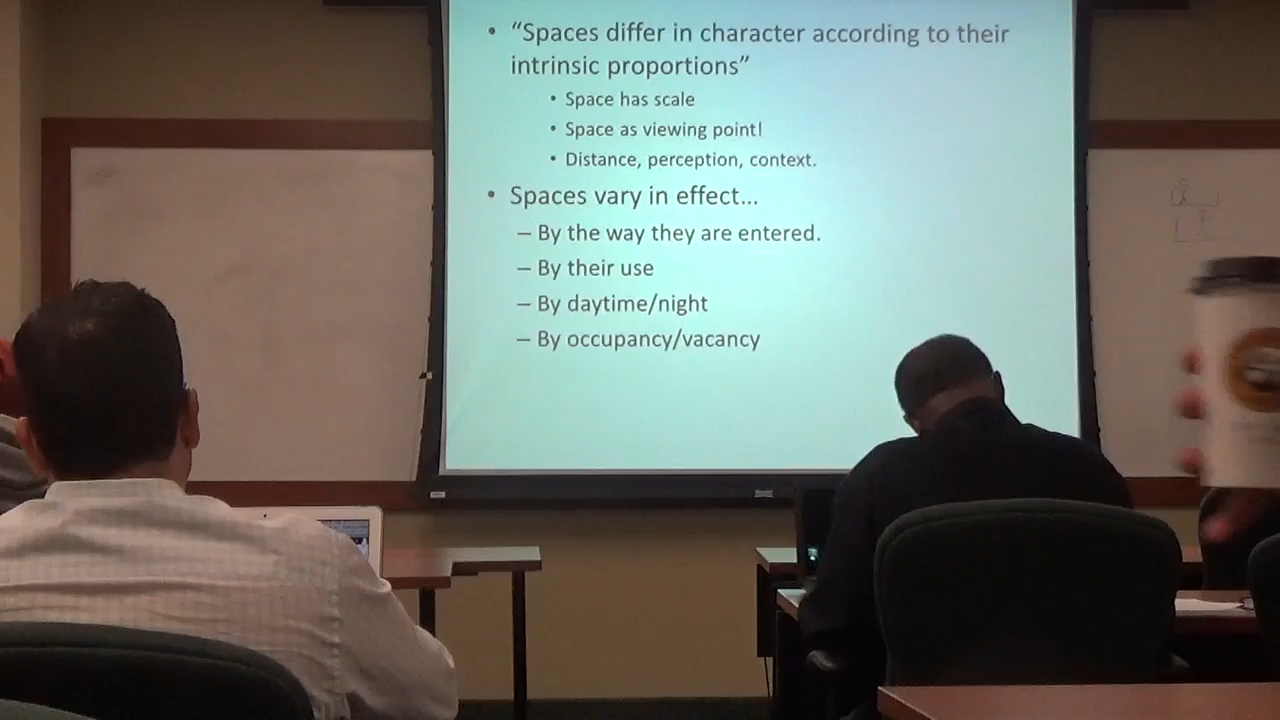 • “Spaces differ in character according to their
intrinsic proportions”
• Space has scale
• Space as viewing point!
• Distance, perception, context.
• Spaces vary in effect…
– By the way they are entered.
– By their use
– By daytime/night
– By occupancy/vacancy